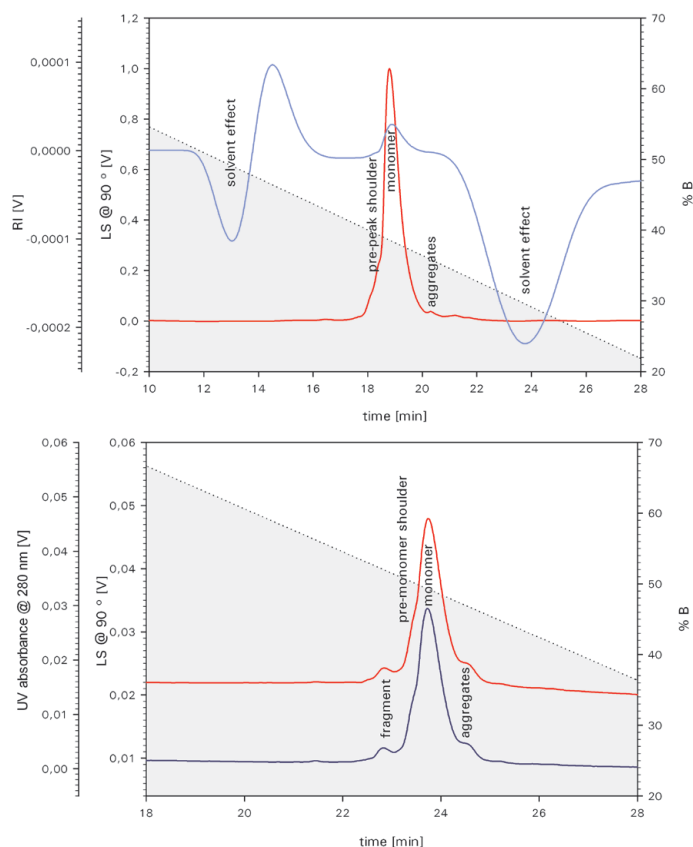 1,2
70
0,0001
1,0
60
0,8
0,0000
50
0,6
RI [V]
LS @ 90 ° [V]
solvent effect
pre-peak shoulder
monomer
aggregates
solvent effect
% B
0,4
40
-0,0001
0,2
30
0,0
-0,0002
-0,2
20
10 12 14 16 18 20 22 24 26 28
time [min]
0,06
0,06
70
0,05
0,05
60
0,04
0,04
50
0,03
UV absorbance @ 280 nm [V]
LS @ 90 ° [V]
pre-monomer shoulder
monomer
fragment
aggregates
% B
0,03
40
0,02
0,02
0,01
30
0,01
0,00
20
18 20 22 24 26 28
time [min]